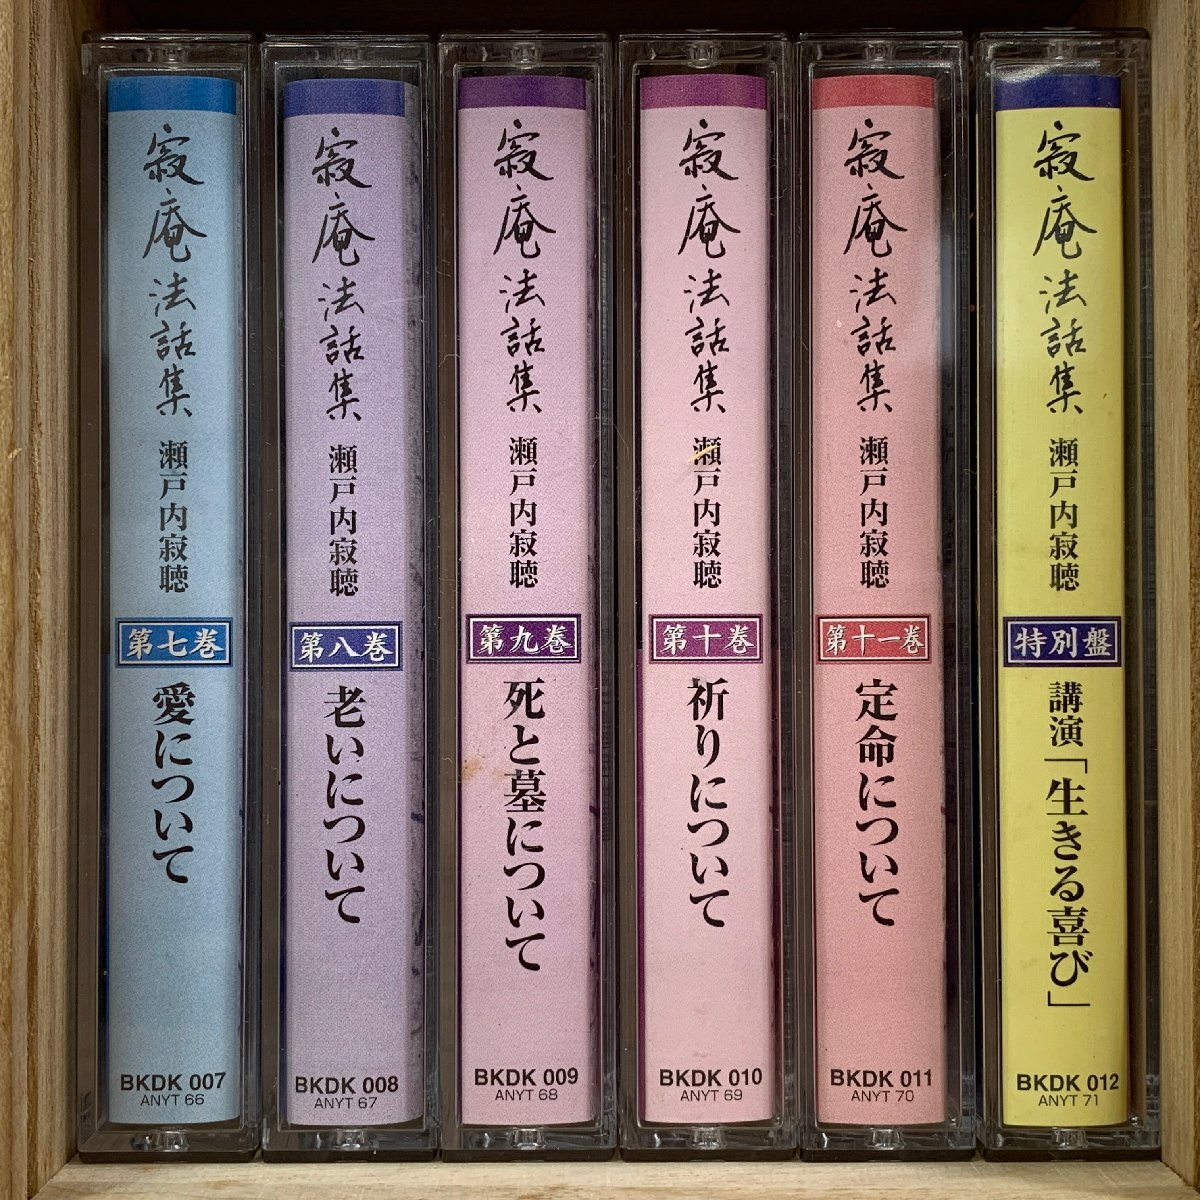 寂庵法話集
瀬戸内寂聴
第七巻
愛について
BKDK 007
ANYT 66
寂庵法話集
瀬戸内寂聴
第八巻
老いについて
BKDK 008
ANYT 67
寂庵法話集
瀬戸内寂聴
第九巻
死と墓について
BKDK 009
ANYT 68
寂庵法話集
瀬戸内寂聴
第十巻
祈りについて
BKDK 010
ANYT 69
寂庵法話集
瀬戸内寂聴
第十一巻
定命について
BKDK 011
ANYT 70
寂庵法話集
瀬戸内寂聴
特別盤
講演「生きる喜び」
BKDK 012
ANYT 71